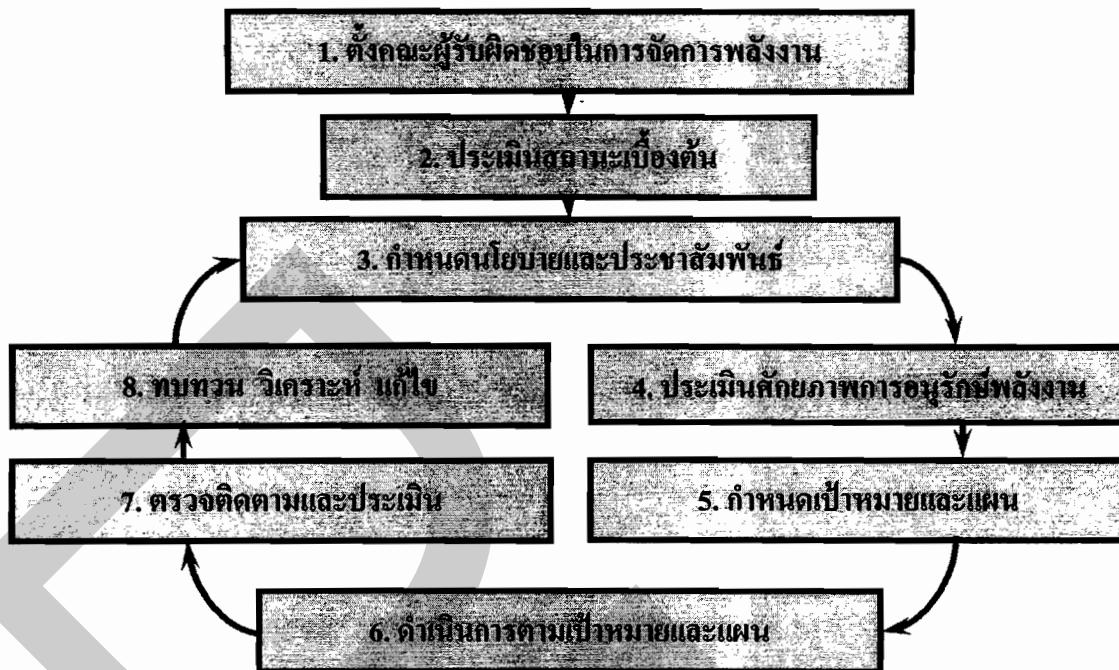 1. ตั้งคณะผู้รับผิดชอบในการจัดการพลังงาน
2. ประเมินสถานะเบื้องต้น
3. กำหนดนโยบายและประชาสัมพันธ์
8. ทบทวน วิเคราะห์ แก้ไข
4. ประเมินศักยภาพการอนุรักษ์พลังงาน
7. ตรวจติดตามและประเมิน
5. กำหนดเป้าหมายและแผน
6. ดำเนินการตามเป้าหมายและแผน